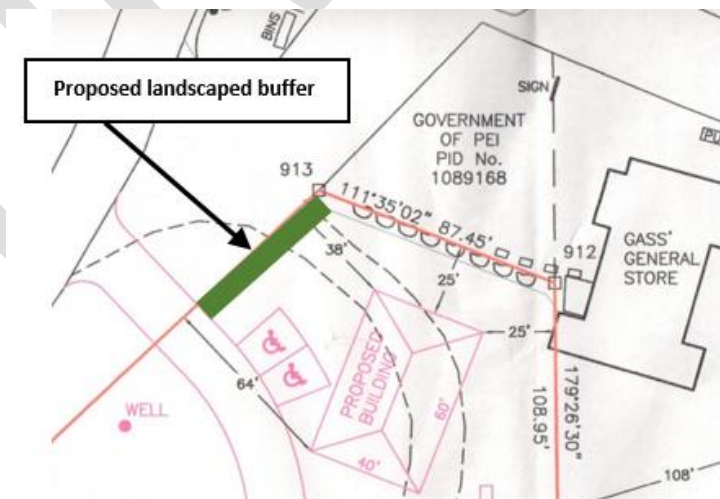 BINS
Proposed landscaped buffer
SIGN
GOVERNMENT
OF PEI
PID No.
1089168
913
111°35'02" 87.45'
912
GASS'
GENERAL
STORE
38'
25'
25'
PROPOSED
BUILDING
64'
60'
WELL
40'
179°26'30"
108.95'
108'